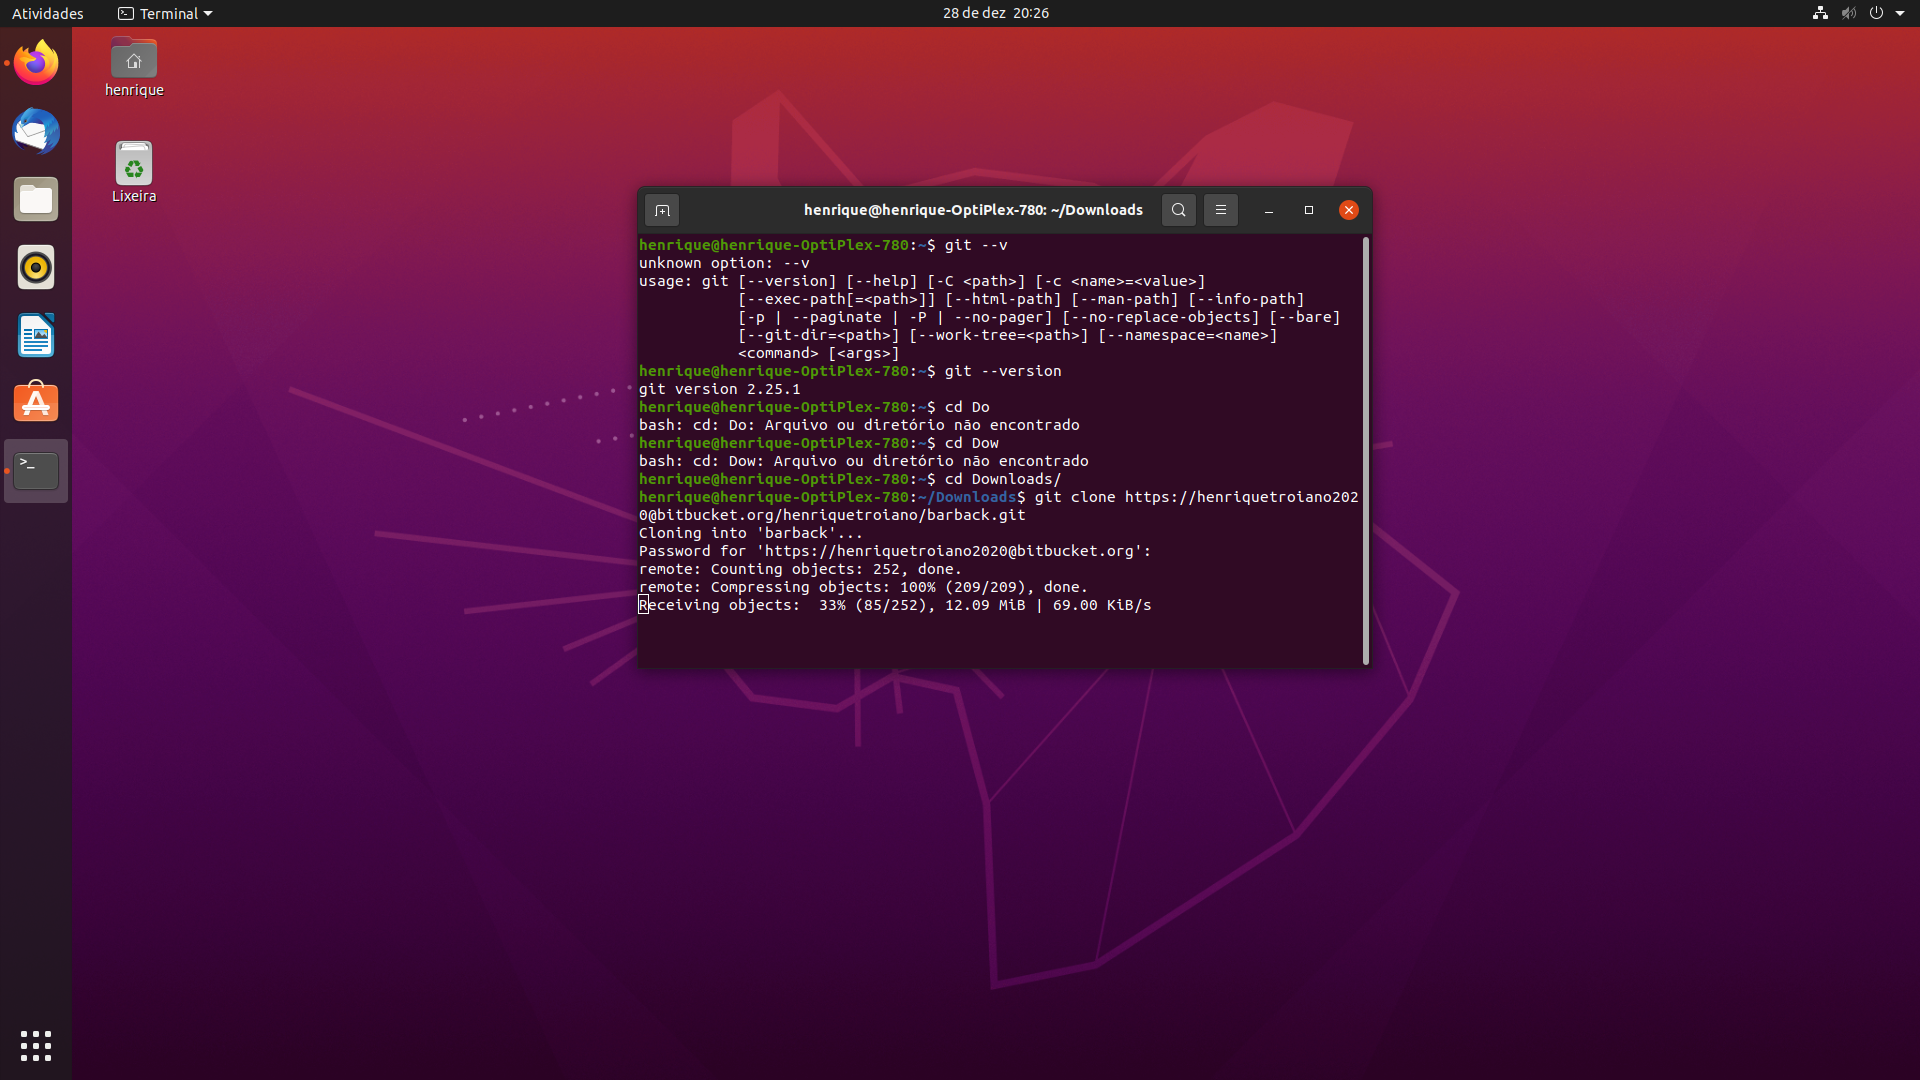 Atividades
Terminal
28 de dez 20:26
henrique
Lixeira
henrique@henrique-OptiPlex-780: ~/Downloads
henrique@henrique-OptiPlex-780:~$ git --v
unknown option: --v
usage: git [--version] [--help] [-C <path>] [-c <name>=<value>]
           [--exec-path[=<path>]] [--html-path] [--man-path] [--info-path]
           [-p | --paginate | -P | --no-pager] [--no-replace-objects] [--bare]
           [--git-dir=<path>] [--work-tree=<path>] [--namespace=<name>]
           <command> [<args>]
henrique@henrique-OptiPlex-780:~$ git --version
git version 2.25.1
henrique@henrique-OptiPlex-780:~$ cd Do
bash: cd: Do: Arquivo ou diretório não encontrado
henrique@henrique-OptiPlex-780:~$ cd Dow
bash: cd: Dow: Arquivo ou diretório não encontrado
henrique@henrique-OptiPlex-780:~$ cd Downloads/
henrique@henrique-OptiPlex-780:~/Downloads$ git clone https://henriquetroiano202
0@bitbucket.org/henriquetroiano/barback.git
Cloning into 'barback'...
Password for 'https://henriquetroiano2020@bitbucket.org':
remote: Counting objects: 252, done.
remote: Compressing objects: 100% (209/209), done.
Receiving objects:  33% (85/252), 12.09 MiB | 69.00 KiB/s